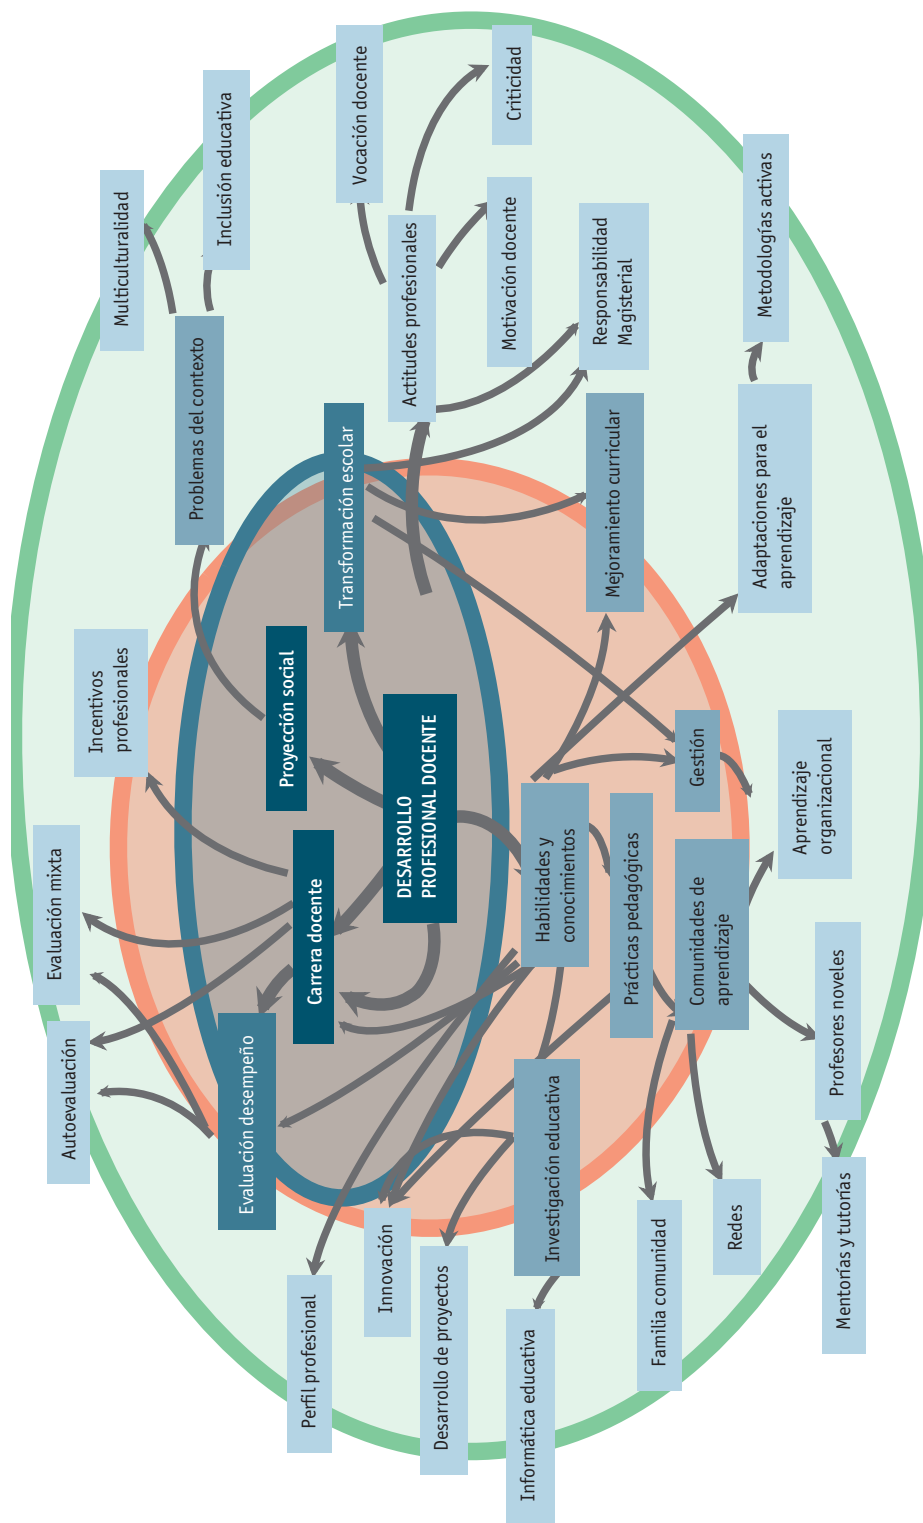 Evaluación mixta
Autoevaluación
Incentivos
profesionales
Multiculturalidad
Inclusión educativa
Problemas del contexto
Vocación docente
Criticidad
Actitudes profesionales
Motivación docente
Responsabilidad
Magisterial
Proyección social
Transformación escolar
Carrera docente
Evaluación desempeño
DESARROLLO
PROFESIONAL DOCENTE
Perfil profesional
Innovación
Desarrollo de proyectos
Informática educativa
Investigación educativa
Habilidades y
conocimientos
Prácticas pedagógicas
Mejoramiento curricular
Gestión
Comunidades de
aprendizaje
Adaptaciones para el
aprendizaje
Metodologías activas
Familia comunidad
Redes
Aprendizaje
organizacional
Profesores noveles
Mentorías y tutorías